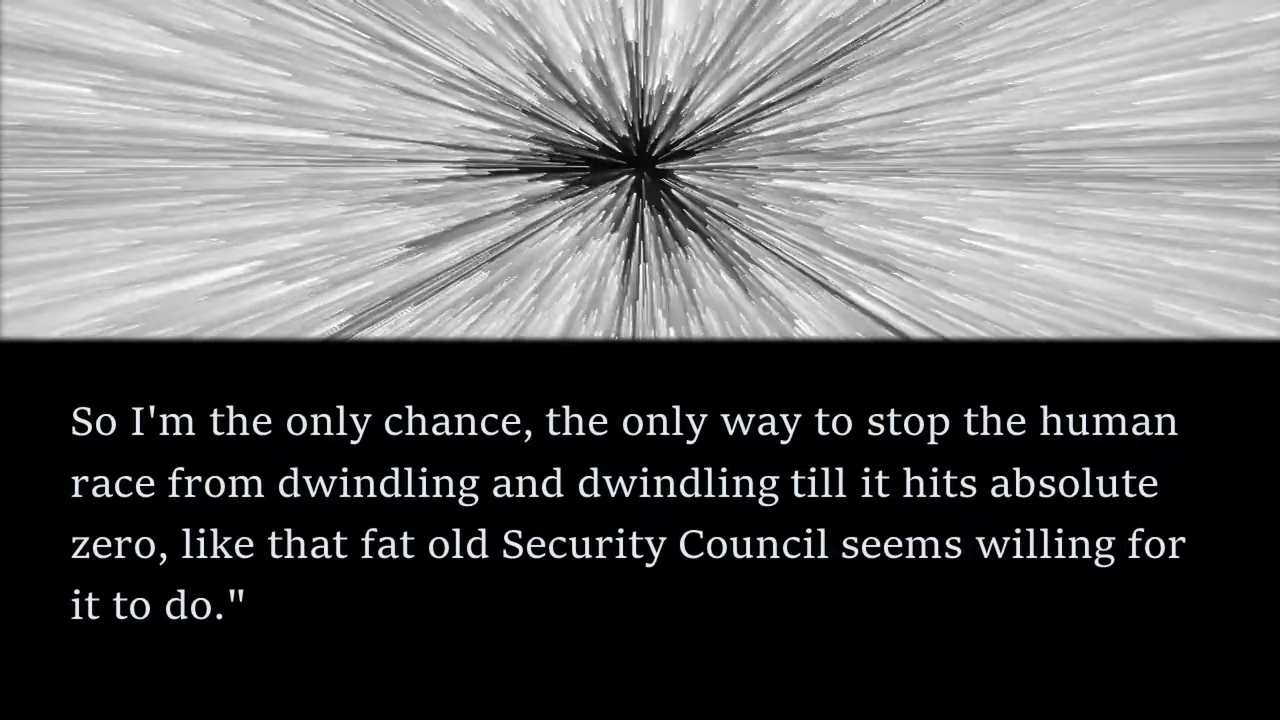 So I'm the only chance, the only way to stop the human
race from dwindling and dwindling till it hits absolute
zero, like that fat old Security Council seems willing for
it to do."